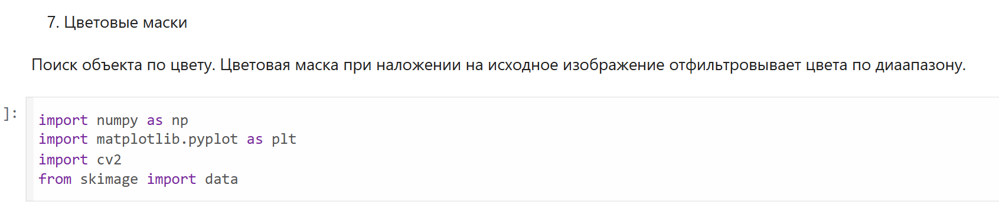 7. Цветовые маски
Поиск объекта по цвету. Цветовая маска при наложении на исходное изображение отфильтровывает цвета по диаапазону.
]:
import numpy as np
import matplotlib.pyplot as plt
import cv2
from skimage import data